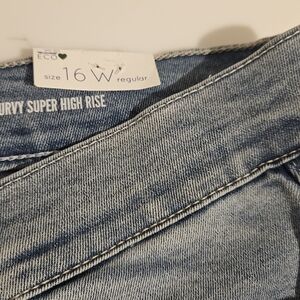 ECO
size 16 W regular
URVY SUPER HIGH RISE